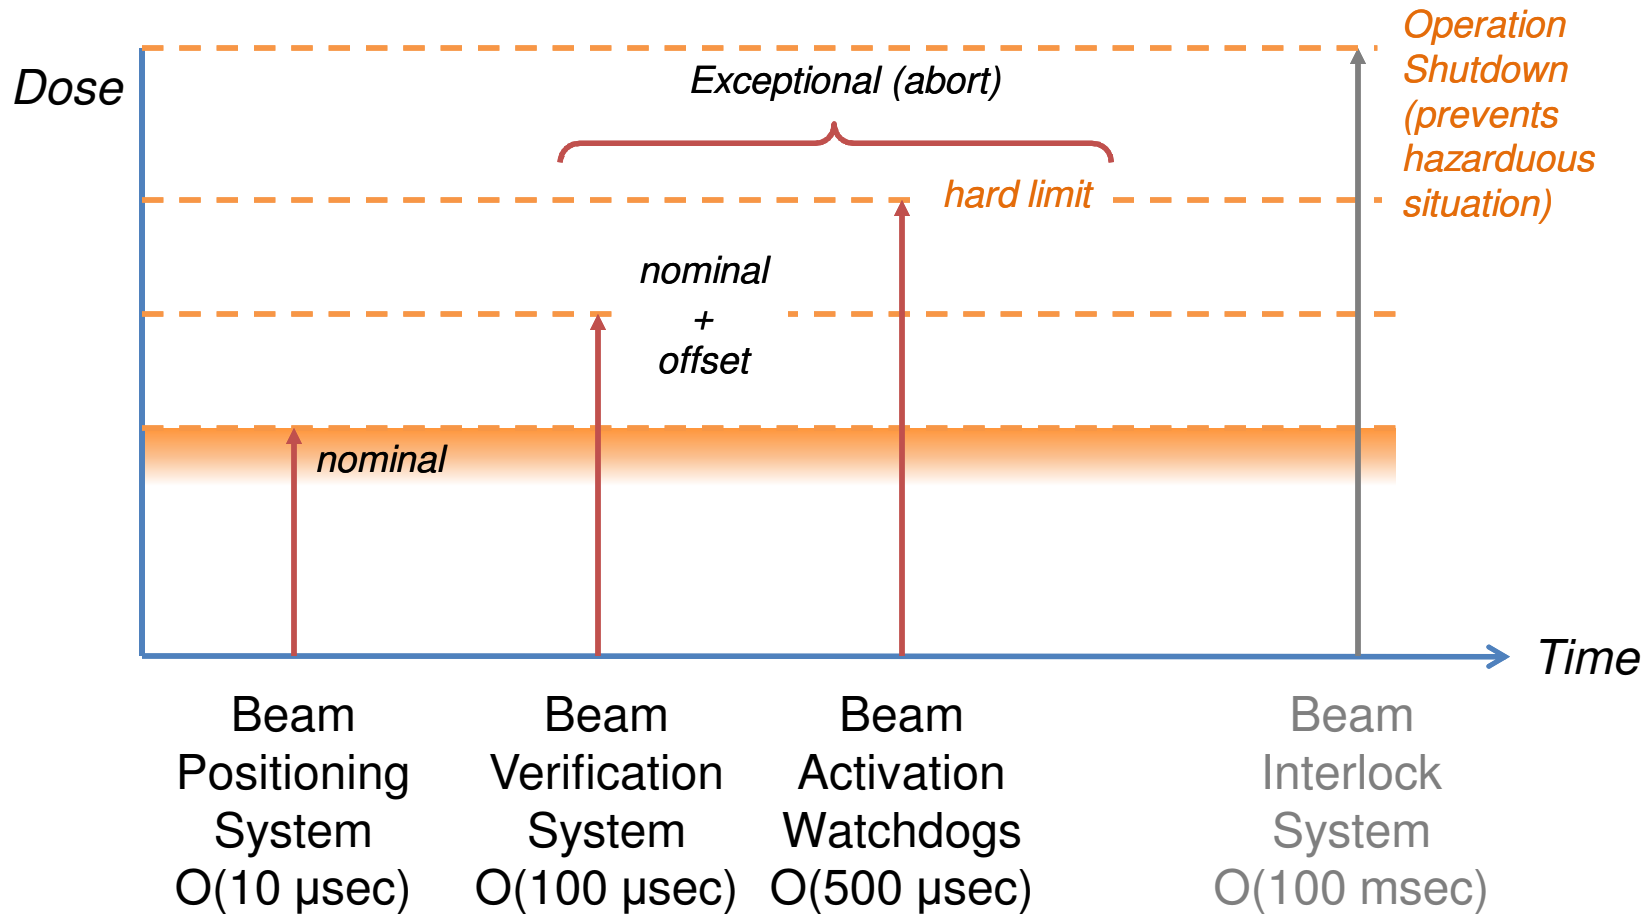 Dose
Exceptional (abort)
Operation
Shutdown
(prevents
hazarduous
situation)
hard limit
nominal
+
offset
nominal
Time
Beam
Positioning
System
O(10 µsec)
Beam
Verification
System
O(100 µsec)
Beam
Activation
Watchdogs
O(500 µsec)
Beam
Interlock
System
O(100 msec)